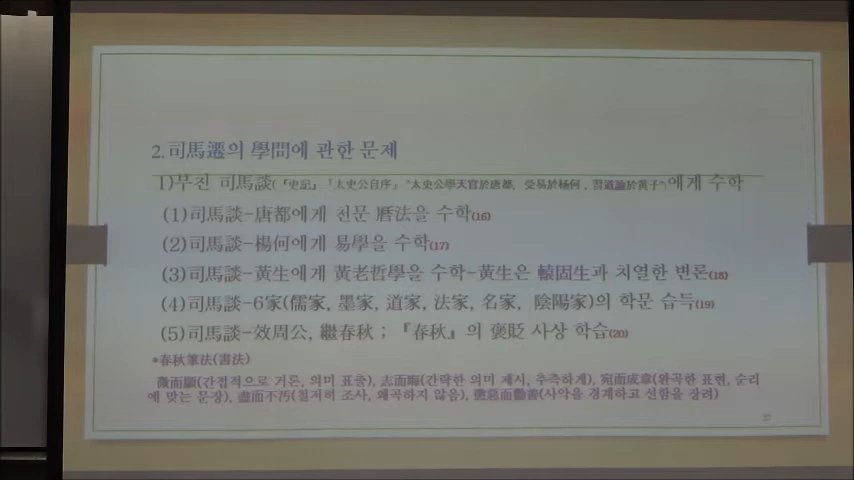 2.司馬遷의 學問에 관한 문제
1)부친 司馬談(『史記』「太史公自序」"太史公學天官於唐都, 受易於楊何, 習道論於黃子")에게 수학
(1)司馬談-唐都에게 천문 曆法을 수학(16)
(2)司馬談-楊何에게 易學을 수학(17)
(3)司馬談-黃生에게 黃老哲學을 수학-黃生은 轅固生과 치열한 변론(18)
(4)司馬談-6家(儒家, 墨家, 道家, 法家, 名家, 陰陽家)의 학문 습득(19)
(5)司馬談-效周公, 繼春秋 ; 『春秋』의 褒貶 사상 학습(20)
*春秋筆法(書法)
微而顯(간접적으로 거론, 의미 표출), 志而晦(간략한 의미 제시, 추측하게), 宛而成章(완곡한 표현, 순리
에 맞는 문장), 盡而不汚(철저히 조사, 왜곡하지 않음), 懲惡而勸善(사악을 경계하고 선함을 장려)